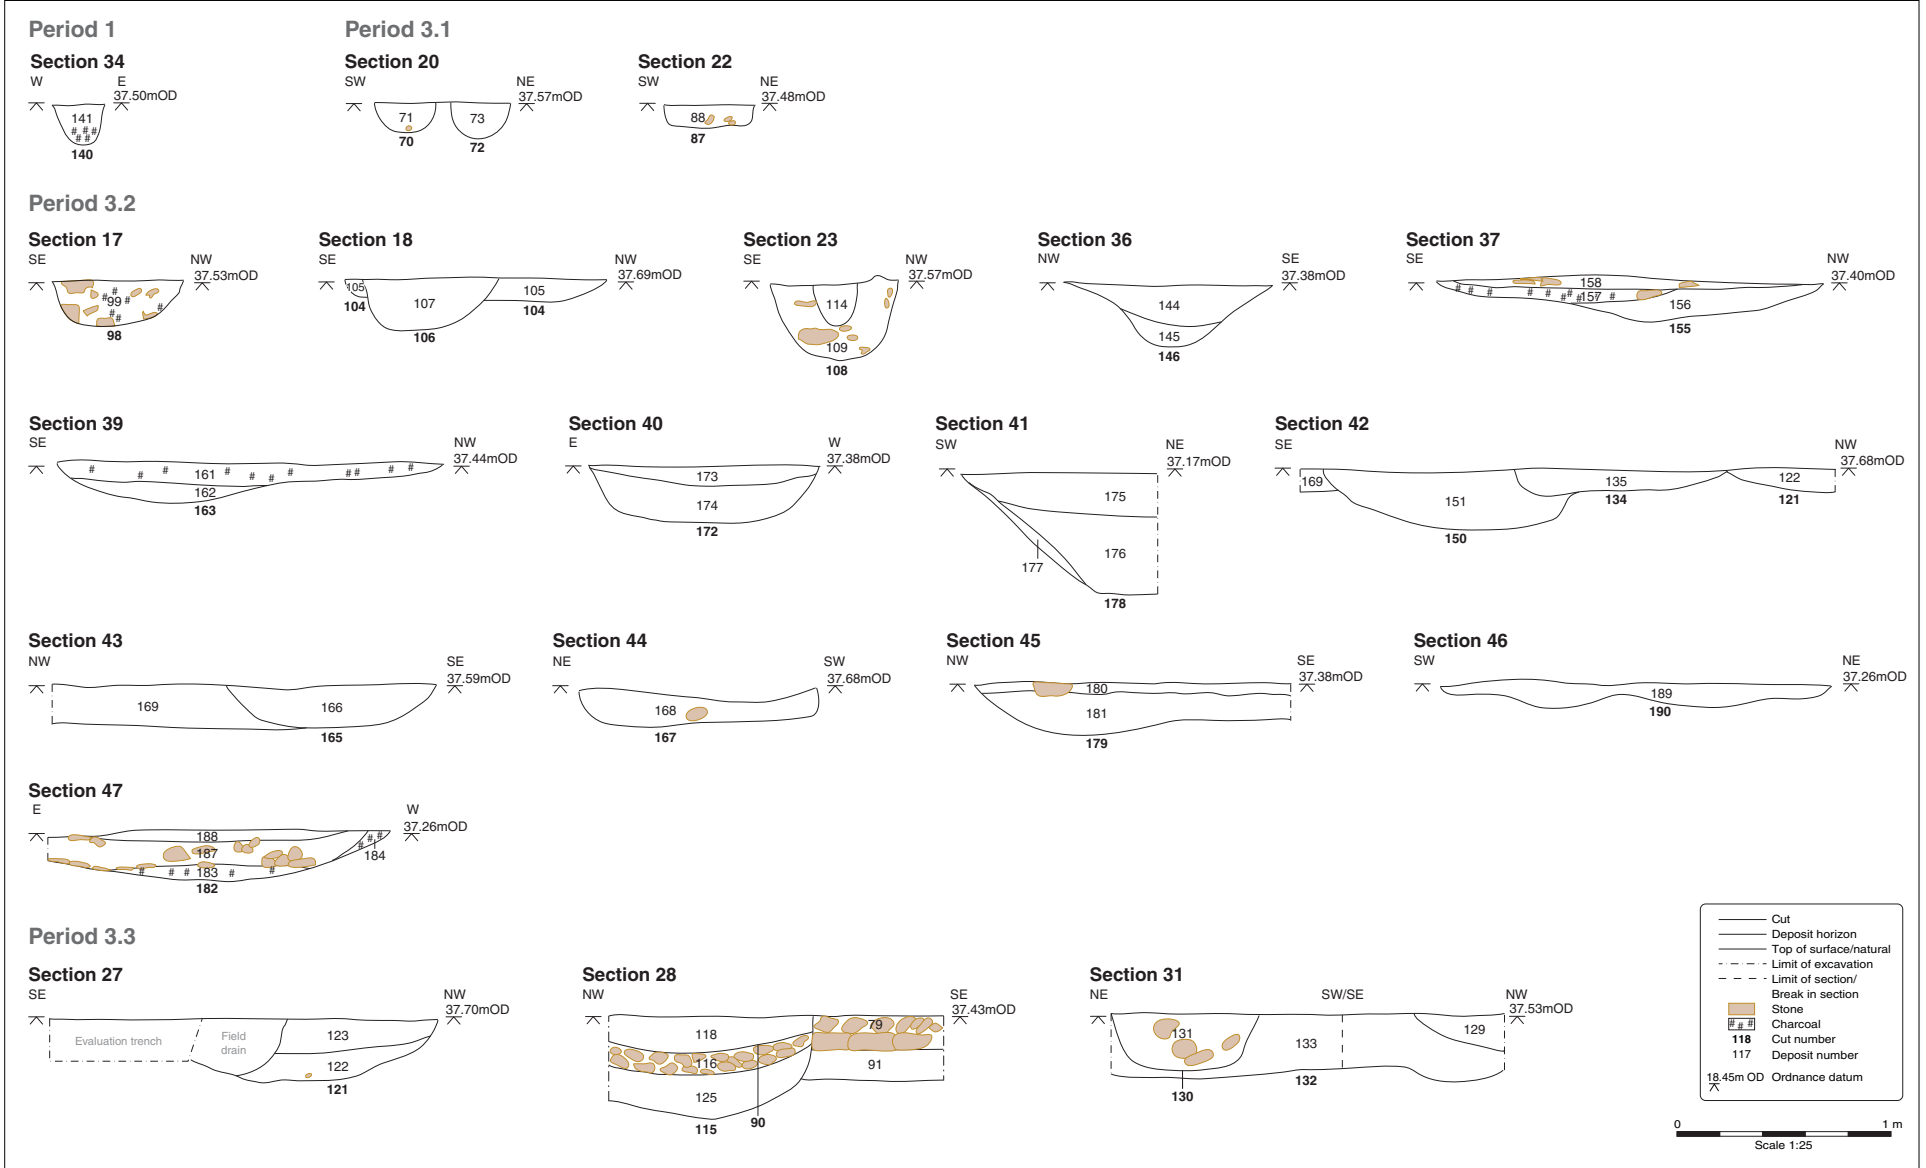 Period 1
Period 3.1
Section 34
Section 20
Section 22
W
E
37.50mOD
SW
NE
37.57mOD
SW
NE
37.48mOD
141
140
71
70
73
72
88
87
Period 3.2
Section 17
Section 18
Section 23
Section 36
Section 37
SE
NW
37.53mOD
SE
NW
37.69mOD
SE
NW
37.57mOD
NW
SE
37.38mOD
SE
NW
37.40mOD
99
98
105
104
107
106
105
104
114
109
108
144
145
146
158
157
156
155
Section 39
Section 40
Section 41
Section 42
SE
NW
37.44mOD
E
W
37.38mOD
SW
NE
37.17mOD
SE
NW
37.68mOD
161
162
163
173
174
172
175
176
177
178
169
151
150
135
134
122
121
Section 43
Section 44
Section 45
Section 46
NW
SE
37.59mOD
NE
SW
37.68mOD
NW
SE
37.38mOD
SW
NE
37.26mOD
169
166
165
168
167
180
181
179
189
190
Section 47
E
W
37.26mOD
188
187
183
182
184
Period 3.3
Section 27
Section 28
Section 31
SE
NW
37.70mOD
NW
SE
37.43mOD
NE
SW/SE
NW
37.53mOD
Evaluation trench
Field
drain
123
122
121
118
116
125
115
90
79
91
131
130
133
132
129
Cut
Deposit horizon
Top of surface/natural
Limit of excavation
Limit of section/
Break in section
Stone
Charcoal
118 Cut number
117 Deposit number
18.45m OD Ordnance datum
0
1 m
Scale 1:25